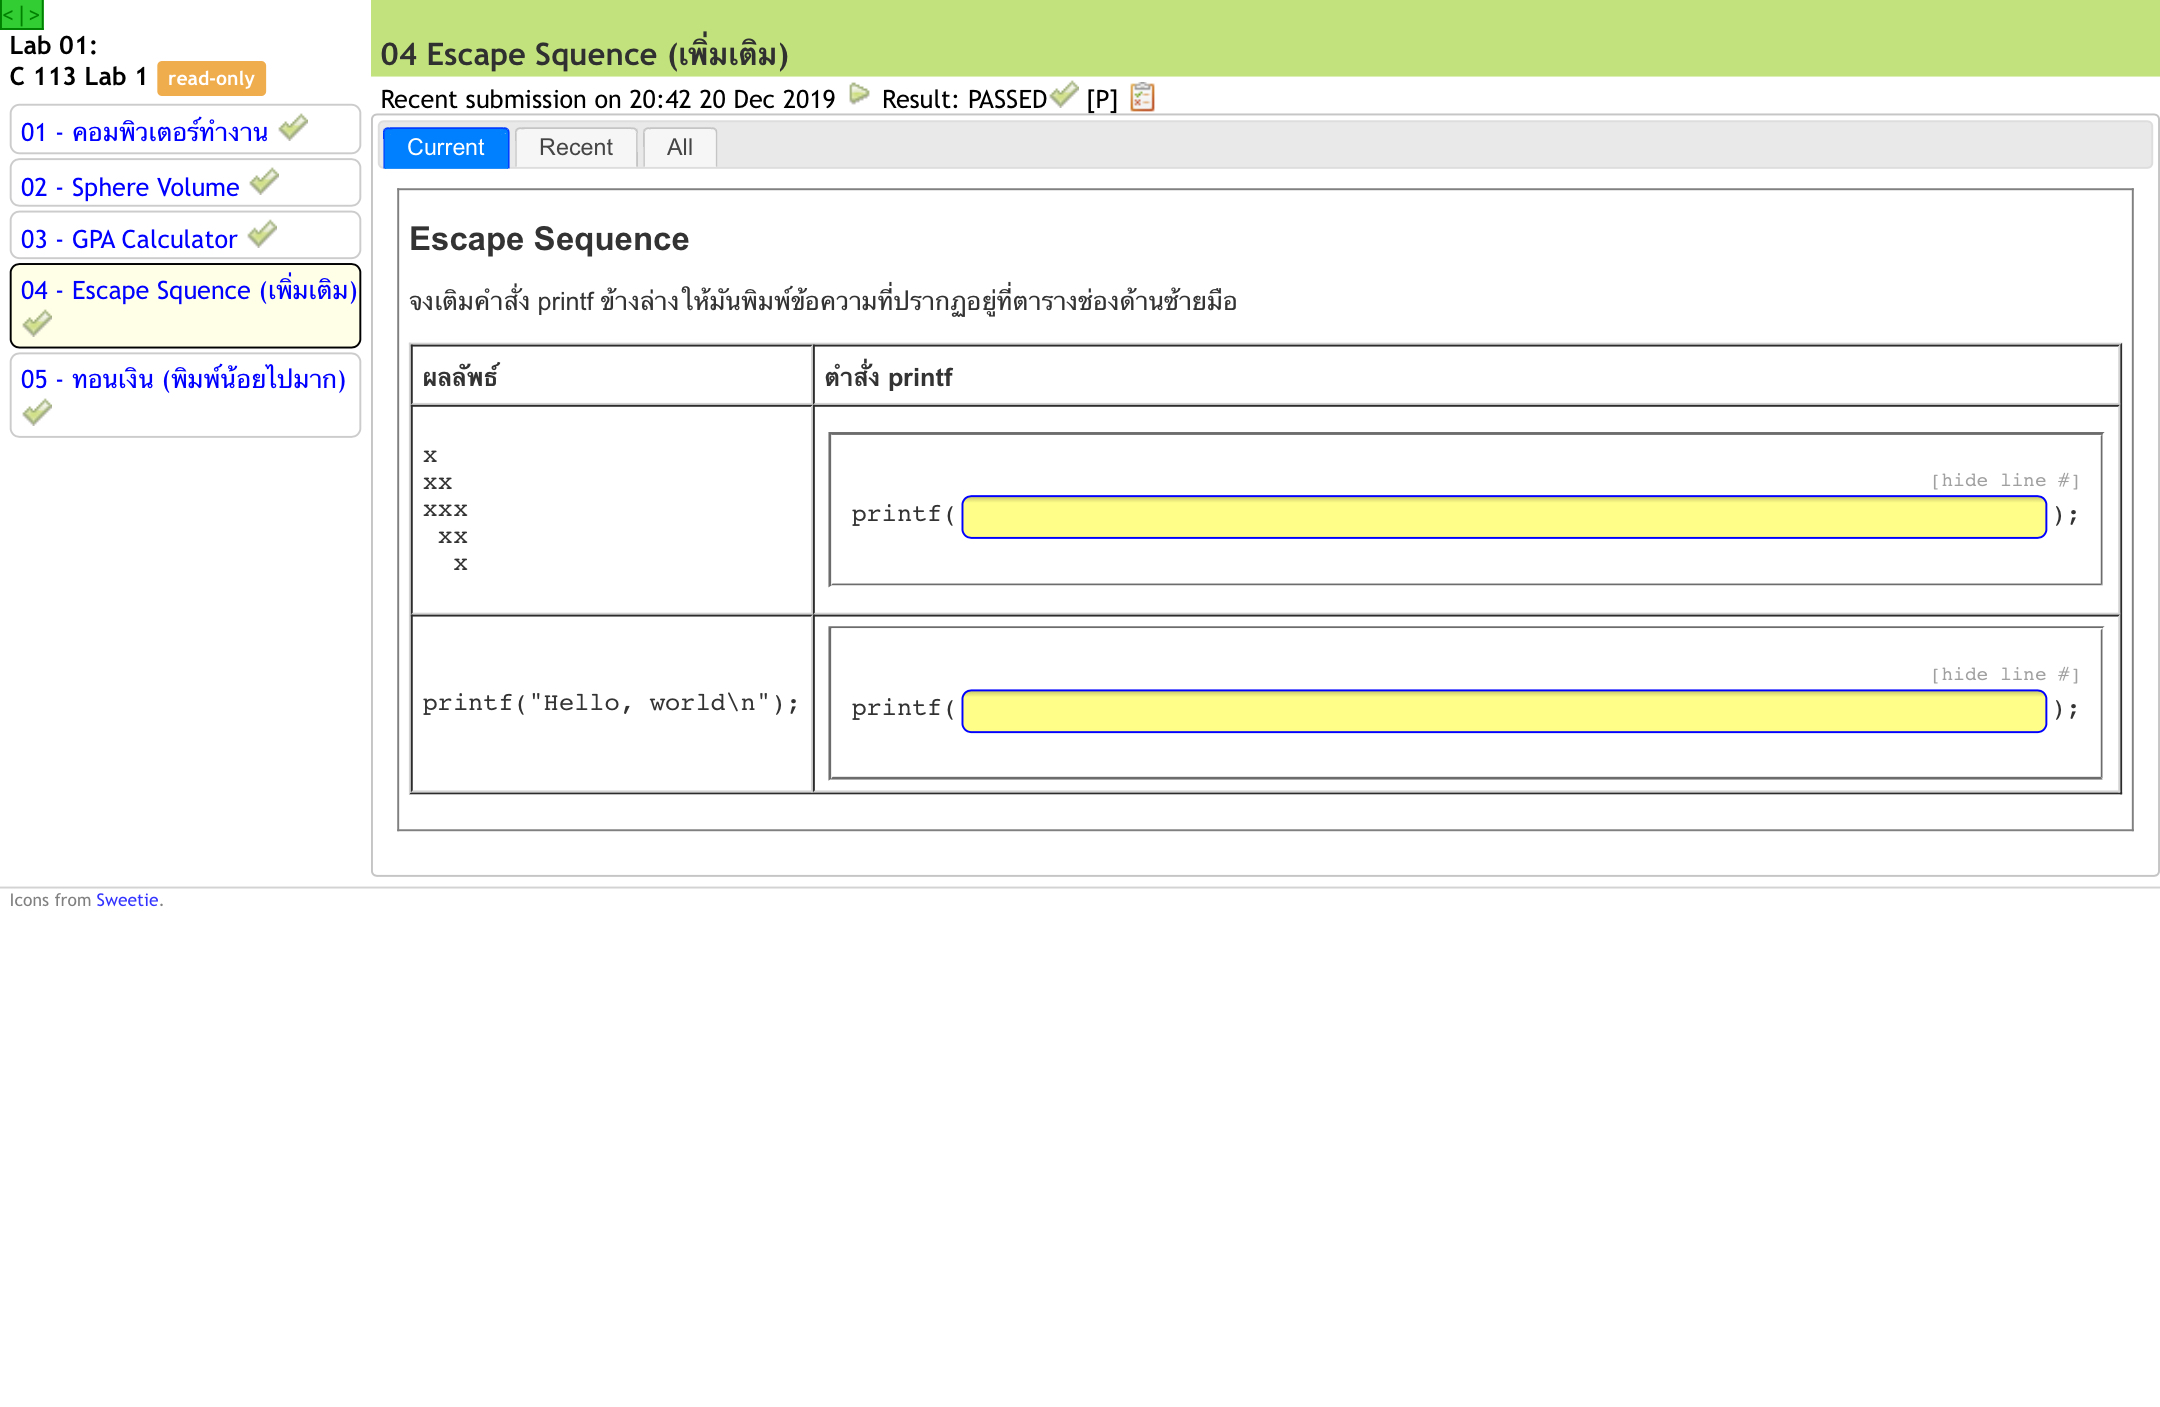 <|>
Lab 01:
C 113 Lab 1 read-only
01 - คอมพิวเตอร์ทำงาน
02 - Sphere Volume
03 - GPA Calculator
04 - Escape Squence (เพิ่มเติม)
05 - ทอนเงิน (พิมพ์น้อยไปมาก)
04 Escape Squence (เพิ่มเติม)
Recent submission on 20:42 20 Dec 2019 Result: PASSED [P]
Current Recent All
Escape Sequence
จงเติมคำสั่ง printf ข้างล่าง ให้มันพิมพ์ข้อความที่ปรากฏอยู่ที่ตารางช่องด้านซ้ายมือ
ผลลัพธ์ ตำสั่ง printf
x
xx
xxx
 xx
  x
[hide line #]
printf( );
printf("Hello, world\n");
[hide line #]
printf( );
Icons from Sweetie.